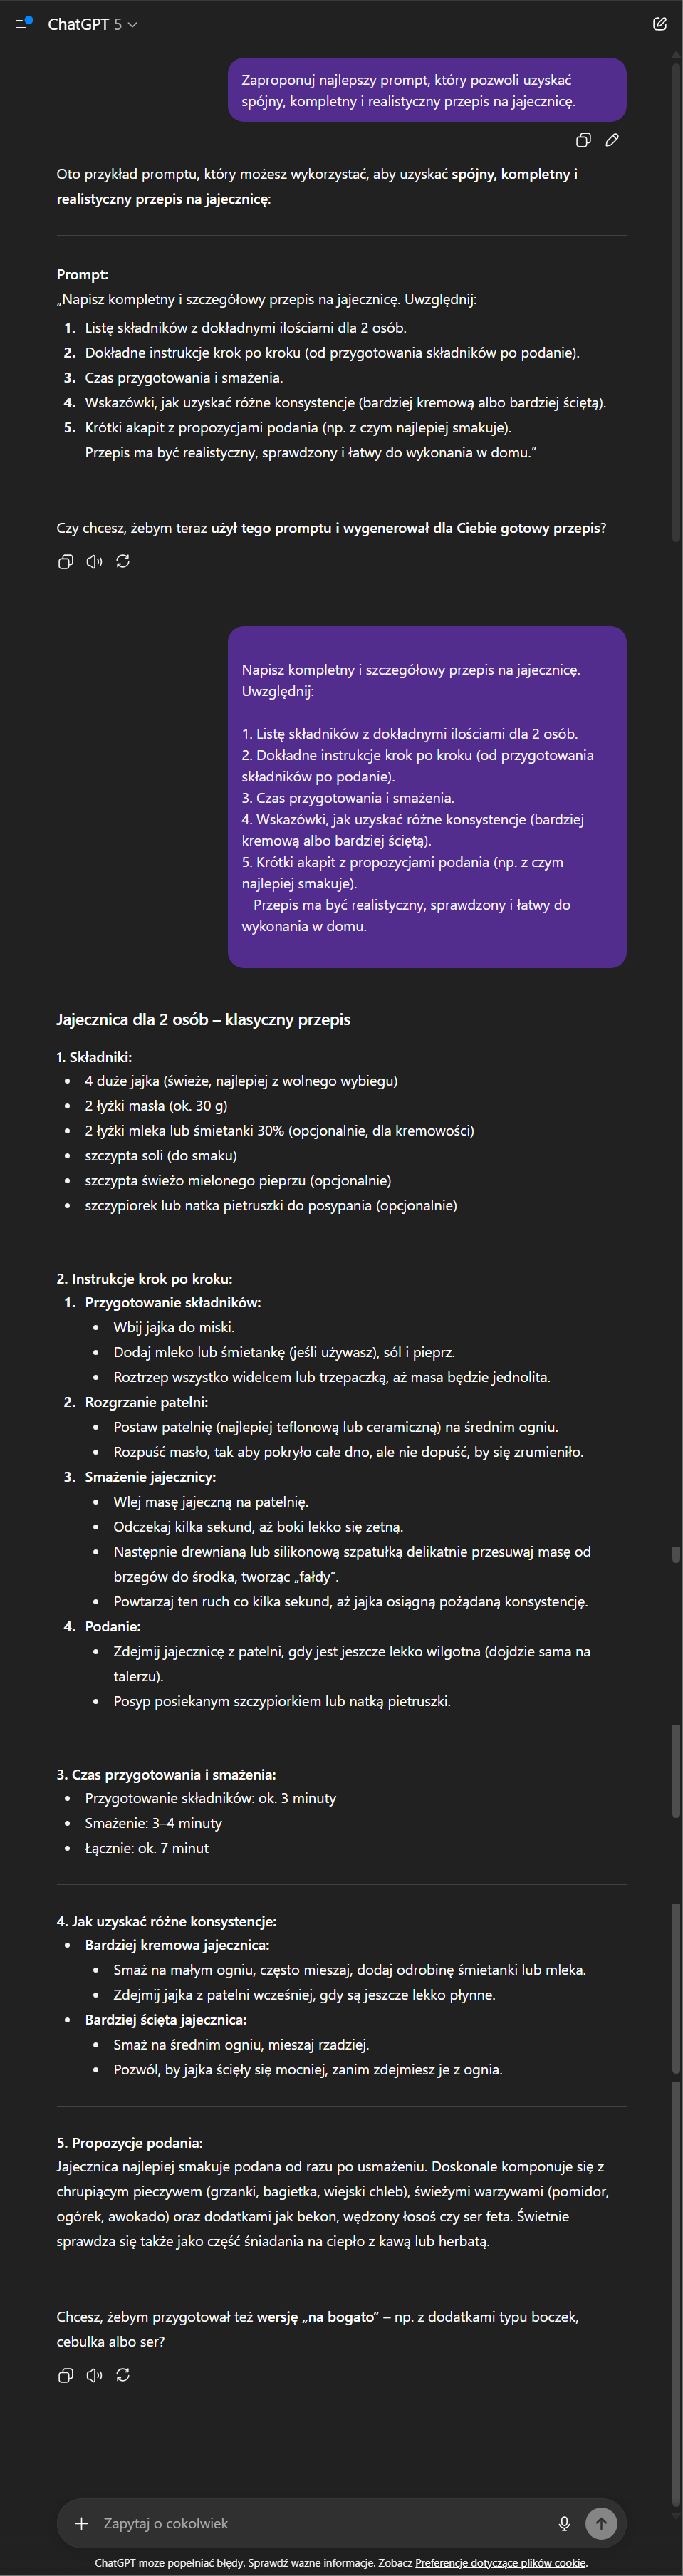 ChatGPT 5
Zaproponuj najlepszy prompt, który pozwoli uzyskać
spójny, kompletny i realistyczny przepis na jajecznicę.
Oto przykład promptu, który możesz wykorzystać, aby uzyskać spójny, kompletny i
realistyczny przepis na jajecznicę:
Prompt:
„Napisz kompletny i szczegółowy przepis na jajecznicę. Uwzględnij:
1. Listę składników z dokładnymi ilościami dla 2 osób.
2. Dokładne instrukcje krok po kroku (od przygotowania składników po podanie).
3. Czas przygotowania i smażenia.
4. Wskazówki, jak uzyskać różne konsystencje (bardziej kremową albo bardziej ściętą).
5. Krótki akapit z propozycjami podania (np. z czym najlepiej smakuje).
Przepis ma być realistyczny, sprawdzony i łatwy do wykonania w domu.”
Czy chcesz, żebym teraz użył tego promptu i wygenerował dla Ciebie gotowy przepis?
Napisz kompletny i szczegółowy przepis na jajecznicę.
Uwzględnij:
1. Listę składników z dokładnymi ilościami dla 2 osób.
2. Dokładne instrukcje krok po kroku (od przygotowania
składników po podanie).
3. Czas przygotowania i smażenia.
4. Wskazówki, jak uzyskać różne konsystencje (bardziej
kremową albo bardziej ściętą).
5. Krótki akapit z propozycjami podania (np. z czym
najlepiej smakuje).
Przepis ma być realistyczny, sprawdzony i łatwy do
wykonania w domu.
Jajecznica dla 2 osób – klasyczny przepis
1. Składniki:
• 4 duże jajka (świeże, najlepiej z wolnego wybiegu)
• 2 łyżki masła (ok. 30 g)
• 2 łyżki mleka lub śmietanki 30% (opcjonalnie, dla kremowości)
• szczypta soli (do smaku)
• szczypta świeżo mielonego pieprzu (opcjonalnie)
• szczypiorek lub natka pietruszki do posypania (opcjonalnie)
2. Instrukcje krok po kroku:
1. Przygotowanie składników:
• Wbij jajka do miski.
• Dodaj mleko lub śmietankę (jeśli używasz), sól i pieprz.
• Roztrzep wszystko widelcem lub trzepaczką, aż masa będzie jednolita.
2. Rozgrzanie patelni:
• Postaw patelnię (najlepiej teflonową lub ceramiczną) na średnim ogniu.
• Rozpuść masło, tak aby pokryło całe dno, ale nie dopuść, by się zrumieniło.
3. Smażenie jajecznicy:
• Wlej masę jajeczną na patelnię.
• Odczekaj kilka sekund, aż boki lekko się zetną.
• Następnie drewnianą lub silikonową szpatułką delikatnie przesuwaj masę od
brzegów do środka, tworząc „fałdy”.
• Powtarzaj ten ruch co kilka sekund, aż jajka osiągną pożądaną konsystencję.
4. Podanie:
• Zdejmij jajecznicę z patelni, gdy jest jeszcze lekko wilgotna (dojdzie sama na
talerzu).
• Posyp posiekanym szczypiorkiem lub natką pietruszki.
3. Czas przygotowania i smażenia:
• Przygotowanie składników: ok. 3 minuty
• Smażenie: 3–4 minuty
• Łącznie: ok. 7 minut
4. Jak uzyskać różne konsystencje:
• Bardziej kremowa jajecznica:
• Smaż na małym ogniu, często mieszaj, dodaj odrobinę śmietanki lub mleka.
• Zdejmij jajka z patelni wcześniej, gdy są jeszcze lekko płynne.
• Bardziej ścięta jajecznica:
• Smaż na średnim ogniu, mieszaj rzadziej.
• Pozwól, by jajka ścięły się mocniej, zanim zdejmiesz je z ognia.
5. Propozycje podania:
Jajecznica najlepiej smakuje podana od razu po usmażeniu. Doskonale komponuje się z
chrupiącym pieczywem (grzanki, bagietka, wiejski chleb), świeżymi warzywami (pomidor,
ogórek, awokado) oraz dodatkami jak bekon, wędzony łosoś czy ser feta. Świetnie
sprawdza się także jako część śniadania na ciepło z kawą lub herbatą.
Chcesz, żebym przygotował też wersję „na bogato” – np. z dodatkami typu boczek,
cebulka albo ser?
Zapytaj o cokolwiek
ChatGPT może popełniać błędy. Sprawdź ważne informacje. Zobacz Preferencje dotyczące plików cookie.